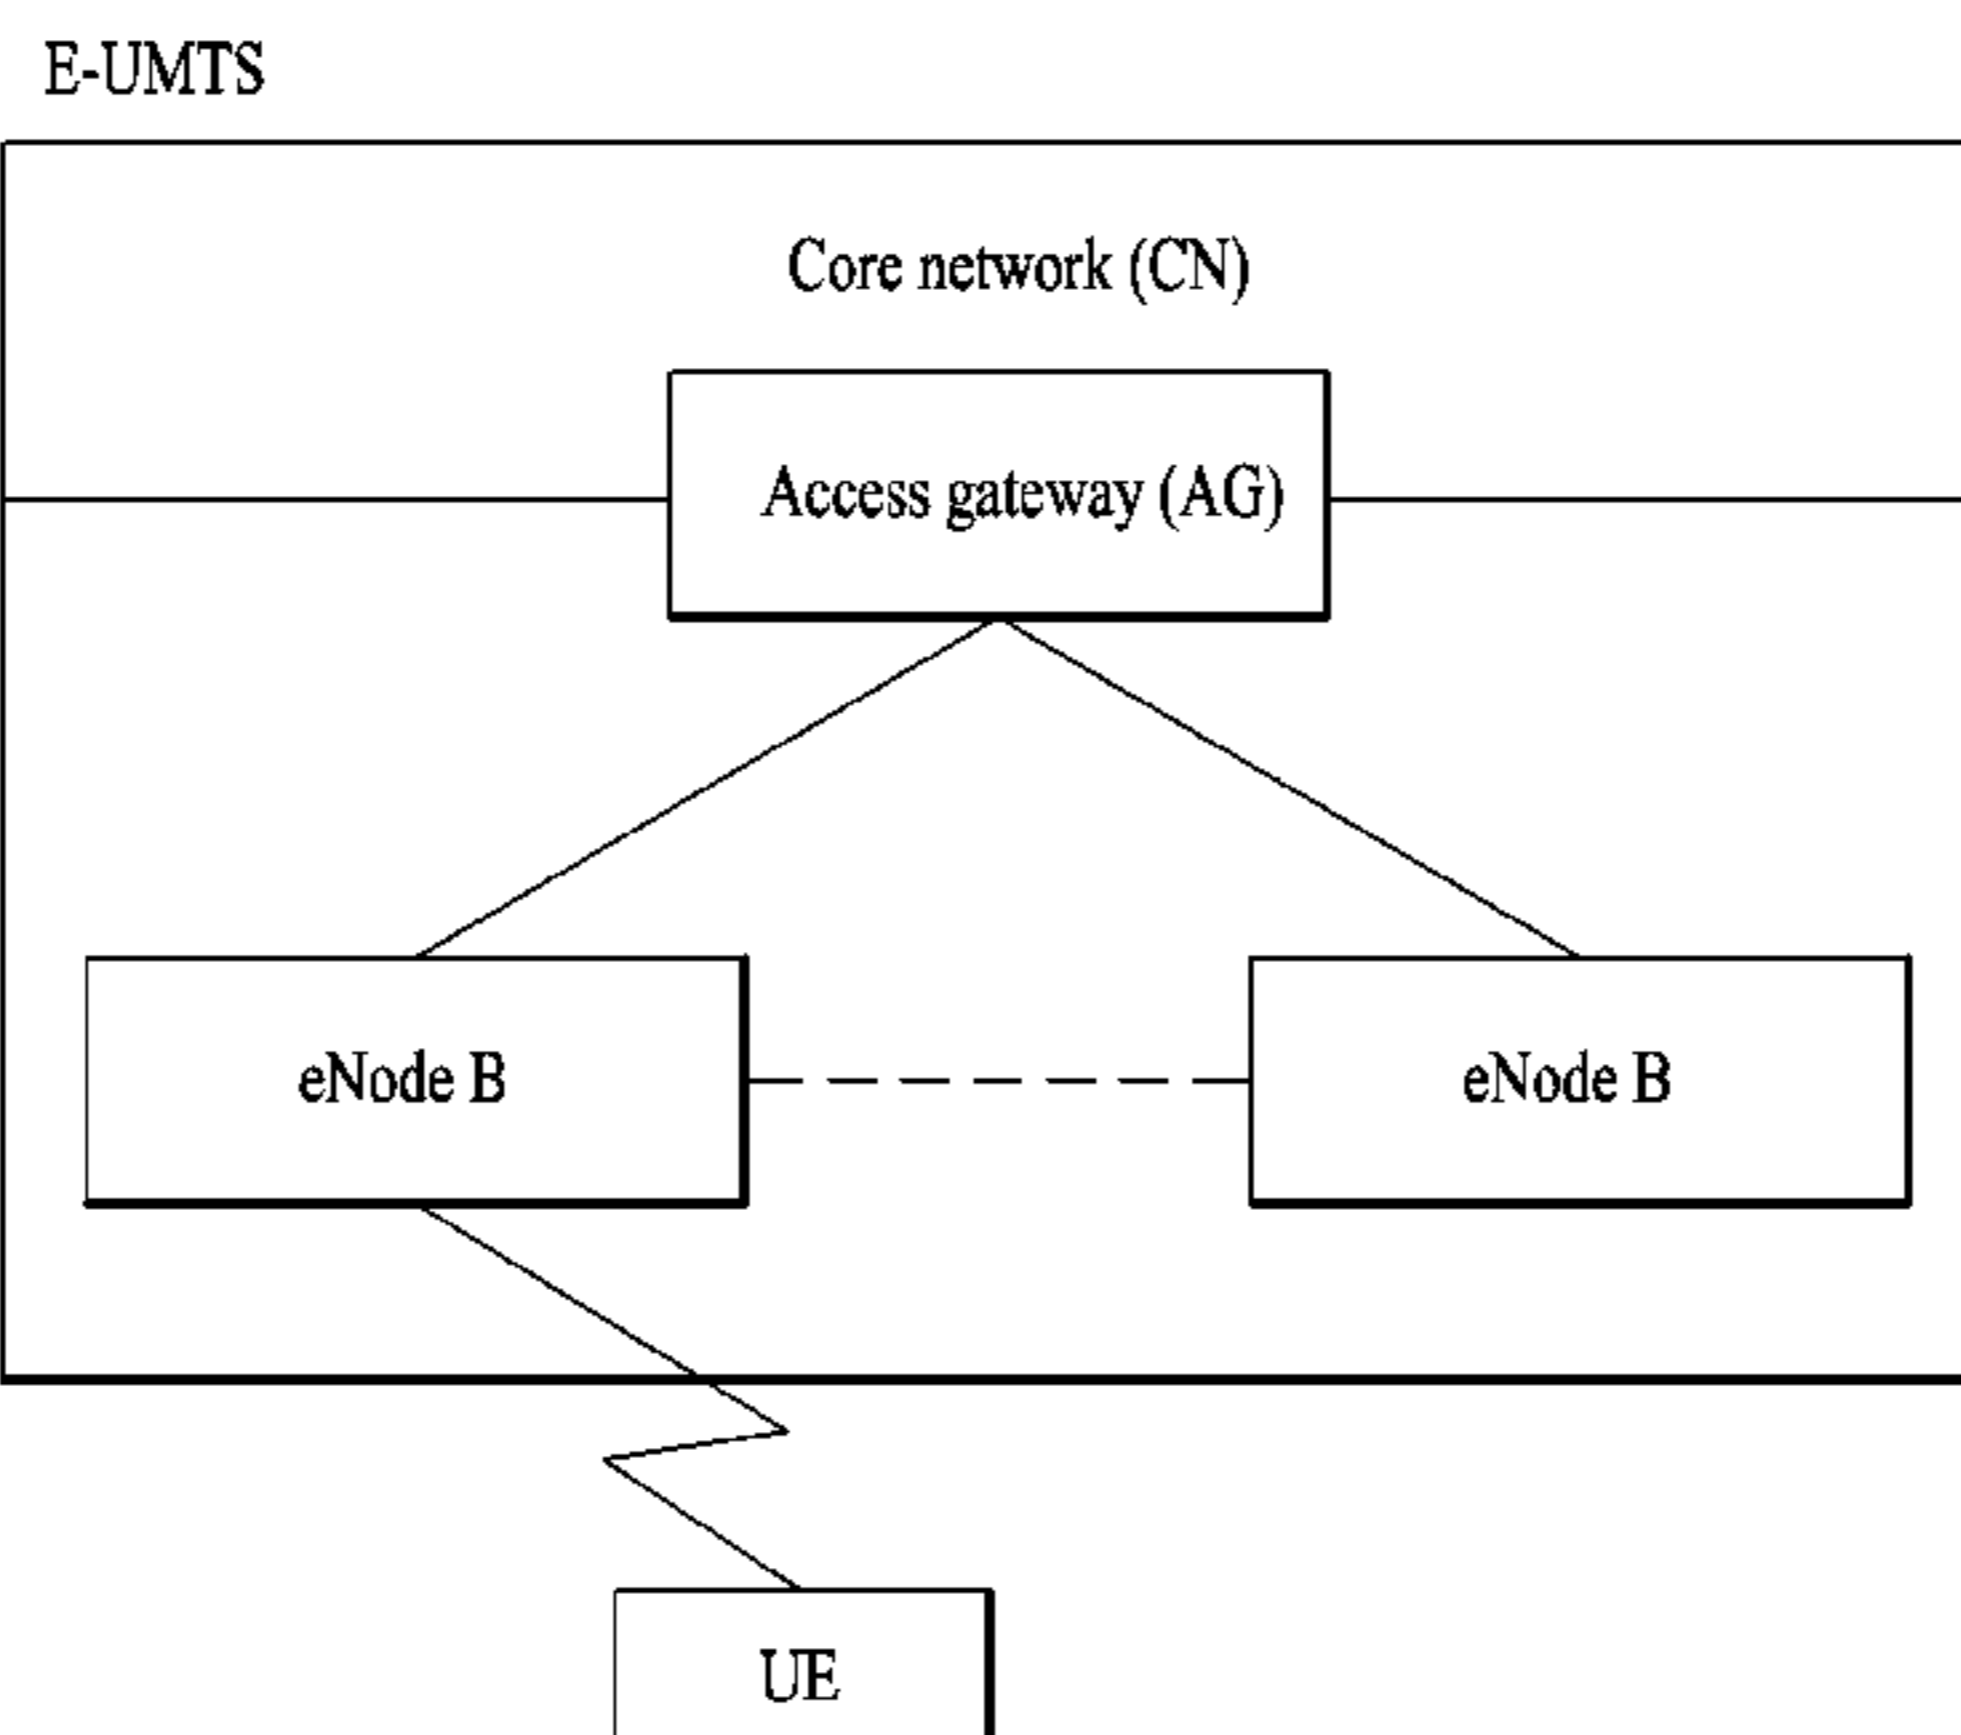 E-UMTS
Core network (CN)
Access gateway (AG)
eNode B
eNode B
UE